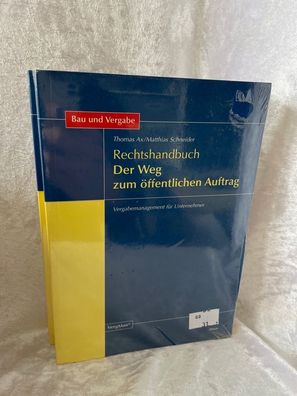 Bau und Vergabe
Thomas Ax/Matthias Schneider
Rechtshandbuch
Der Weg
zum öffentlichen Auftrag
Vergabemanagement für Unternehmer